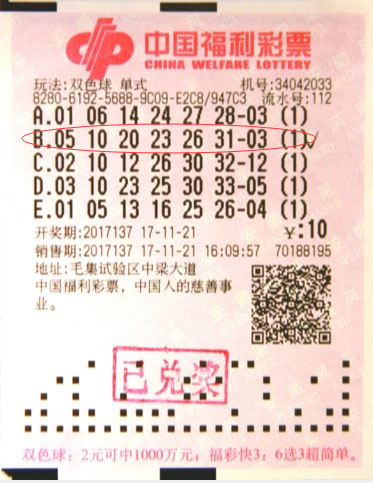 中国福利彩票
CHINA WELFARE LOTTERY
玩法:双色球 单式 机号:34042033
8280-6192-5688-9C09-E2C8/947C3 流水号:112
A.01 06 14 24 27 28-03 (1)
B.05 10 20 23 26 31-03 (1)
C.02 10 12 26 30 32-12 (1)
D.03 10 23 25 30 33-05 (1)
E.01 05 13 16 25 26-04 (1)
开奖期:2017137 17-11-21 ¥:10
销售期:2017137 17-11-21 16:09:57 70188195
地址:毛集试验区中梁大道
中国福利彩票,中国人的慈善事
业。
已兑奖
双色球:2元可中1000万元;福彩快3:6选3超简单。